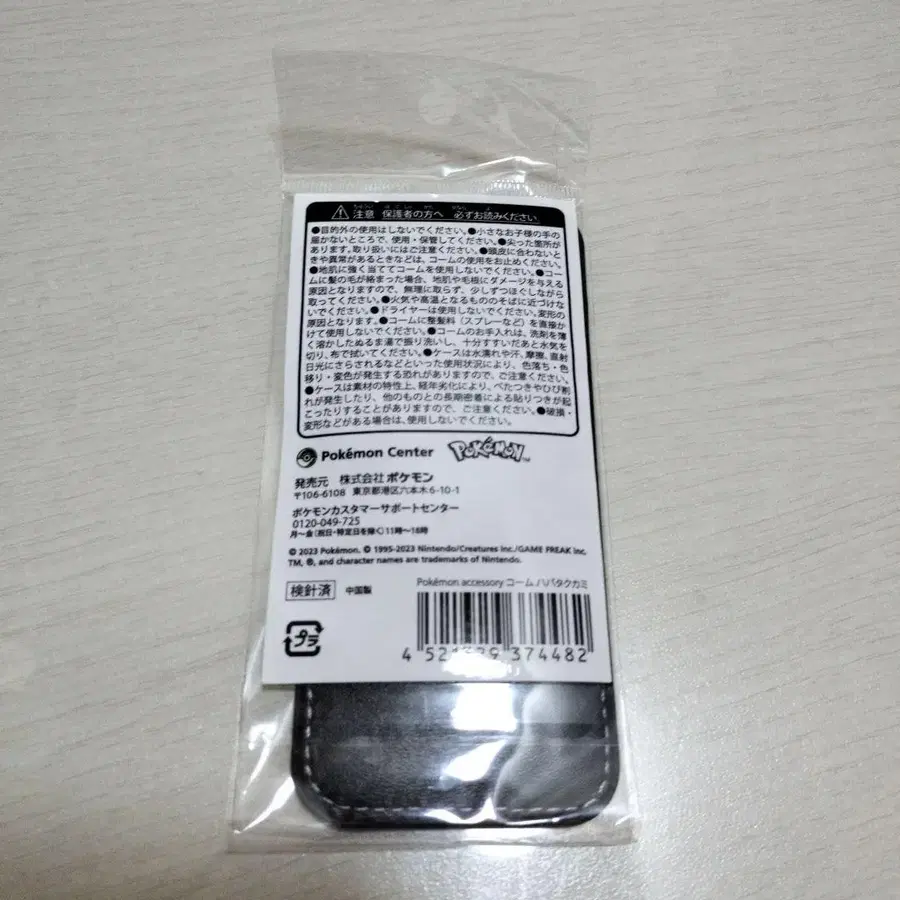 注意 保護者の方へ 必ずお読みください。
●目的外の使用はしないでください。●小さなお子様の手の
届かないところで、使用・保管してください。●尖った箇所が
あります。取り扱いにはご注意ください。●頭皮に合わないと
きや異常があるときなどは、コームの使用をお止めください。
●地肌に強く当ててコームを使用しないでください。●コー
ムに髪の毛が絡まった場合、地肌や毛根にダメージを与える
原因となりますので、無理に取らず、少しずつほぐしながら
取ってください。●火気や高温となるもののそばに近づけな
いでください。●ドライヤーは使用しないでください。変形の
原因となります。●コームに整髪料（スプレーなど）を直接か
けて使用しないでください。●コームのお手入れは、洗剤を薄
く溶かしたぬるま湯で振り洗いし、十分すすいだあと水気を
切り、布で拭いてください。●ケースは水濡れや汗、摩擦、直射
日光にさらされるなどといった使用状況により、色落ち・色
移り・変色が発生する恐れがありますので、ご注意ください。
●ケースは素材の特性上、経年劣化により、べたつきやひび割
れが発生したり、他のものとの長期密着による貼りつきが起
こったりすることがありますので、ご注意ください。●破損・
変形などがある場合は、使用しないでください。
Pokémon Center POKÉMON™
発売元 株式会社 ポケモン
〒106-6108 東京都港区六本木6-10-1
ポケモンカスタマーサポートセンター
0120-049-725
月～金（祝日・特定日を除く）11時～18時
© 2023 Pokémon. © 1995-2023 Nintendo/Creatures Inc./GAME FREAK inc.
TM, ®, and character names are trademarks of Nintendo.
Pokémon accessory コーム ハバタクカミ
検針済 中国製
プラ
4 521329 374482